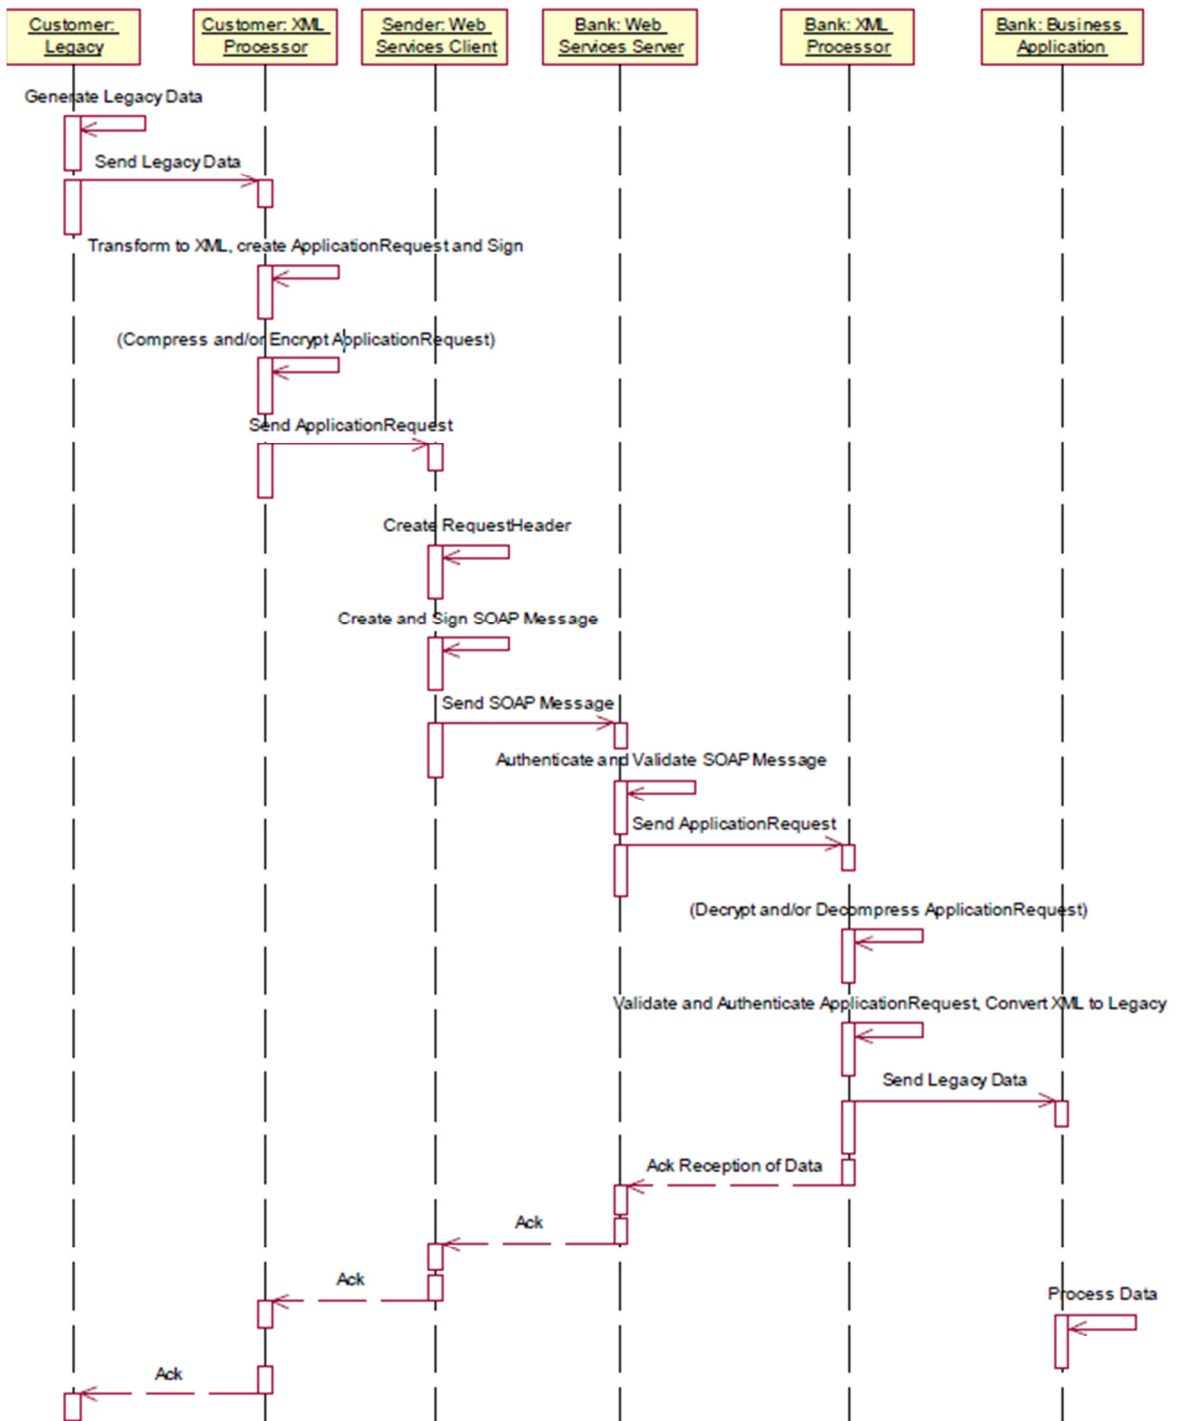 Customer:
Legacy
Customer: XML
Processor
Sender: Web
Services Client
Bank: Web
Services Server
Bank: XML
Processor
Bank: Business
Application
Generate Legacy Data
Send Legacy Data
Transform to XML, create ApplicationRequest and Sign
(Compress and/or Encrypt ApplicationRequest)
Send ApplicationRequest
Create RequestHeader
Create and Sign SOAP Message
Send SOAP Message
Authenticate and Validate SOAP Message
Send ApplicationRequest
(Decrypt and/or Decompress ApplicationRequest)
Validate and Authenticate ApplicationRequest, Convert XML to Legacy
Send Legacy Data
Ack Reception of Data
Ack
Ack
Process Data
Ack